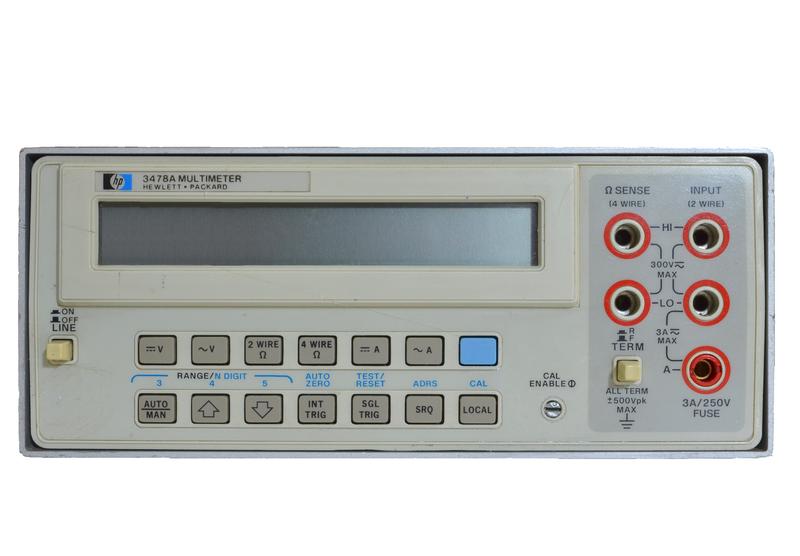 hp
3478A MULTIMETER
HEWLETT • PACKARD
Ω SENSE
(4 WIRE)
INPUT
(2 WIRE)
HI
300V⎓~
MAX
LO
3A⎓~
MAX
A
3A/250V
FUSE
R
F
TERM
ALL TERM
±500Vpk
MAX
ON
OFF
LINE
⎓ V
~ V
2 WIRE
Ω
4 WIRE
Ω
⎓ A
~ A
RANGE/N DIGIT
3 4 5
AUTO
ZERO
TEST/
RESET
ADRS
CAL
AUTO
MAN
INT
TRIG
SGL
TRIG
SRQ
LOCAL
CAL
ENABLE